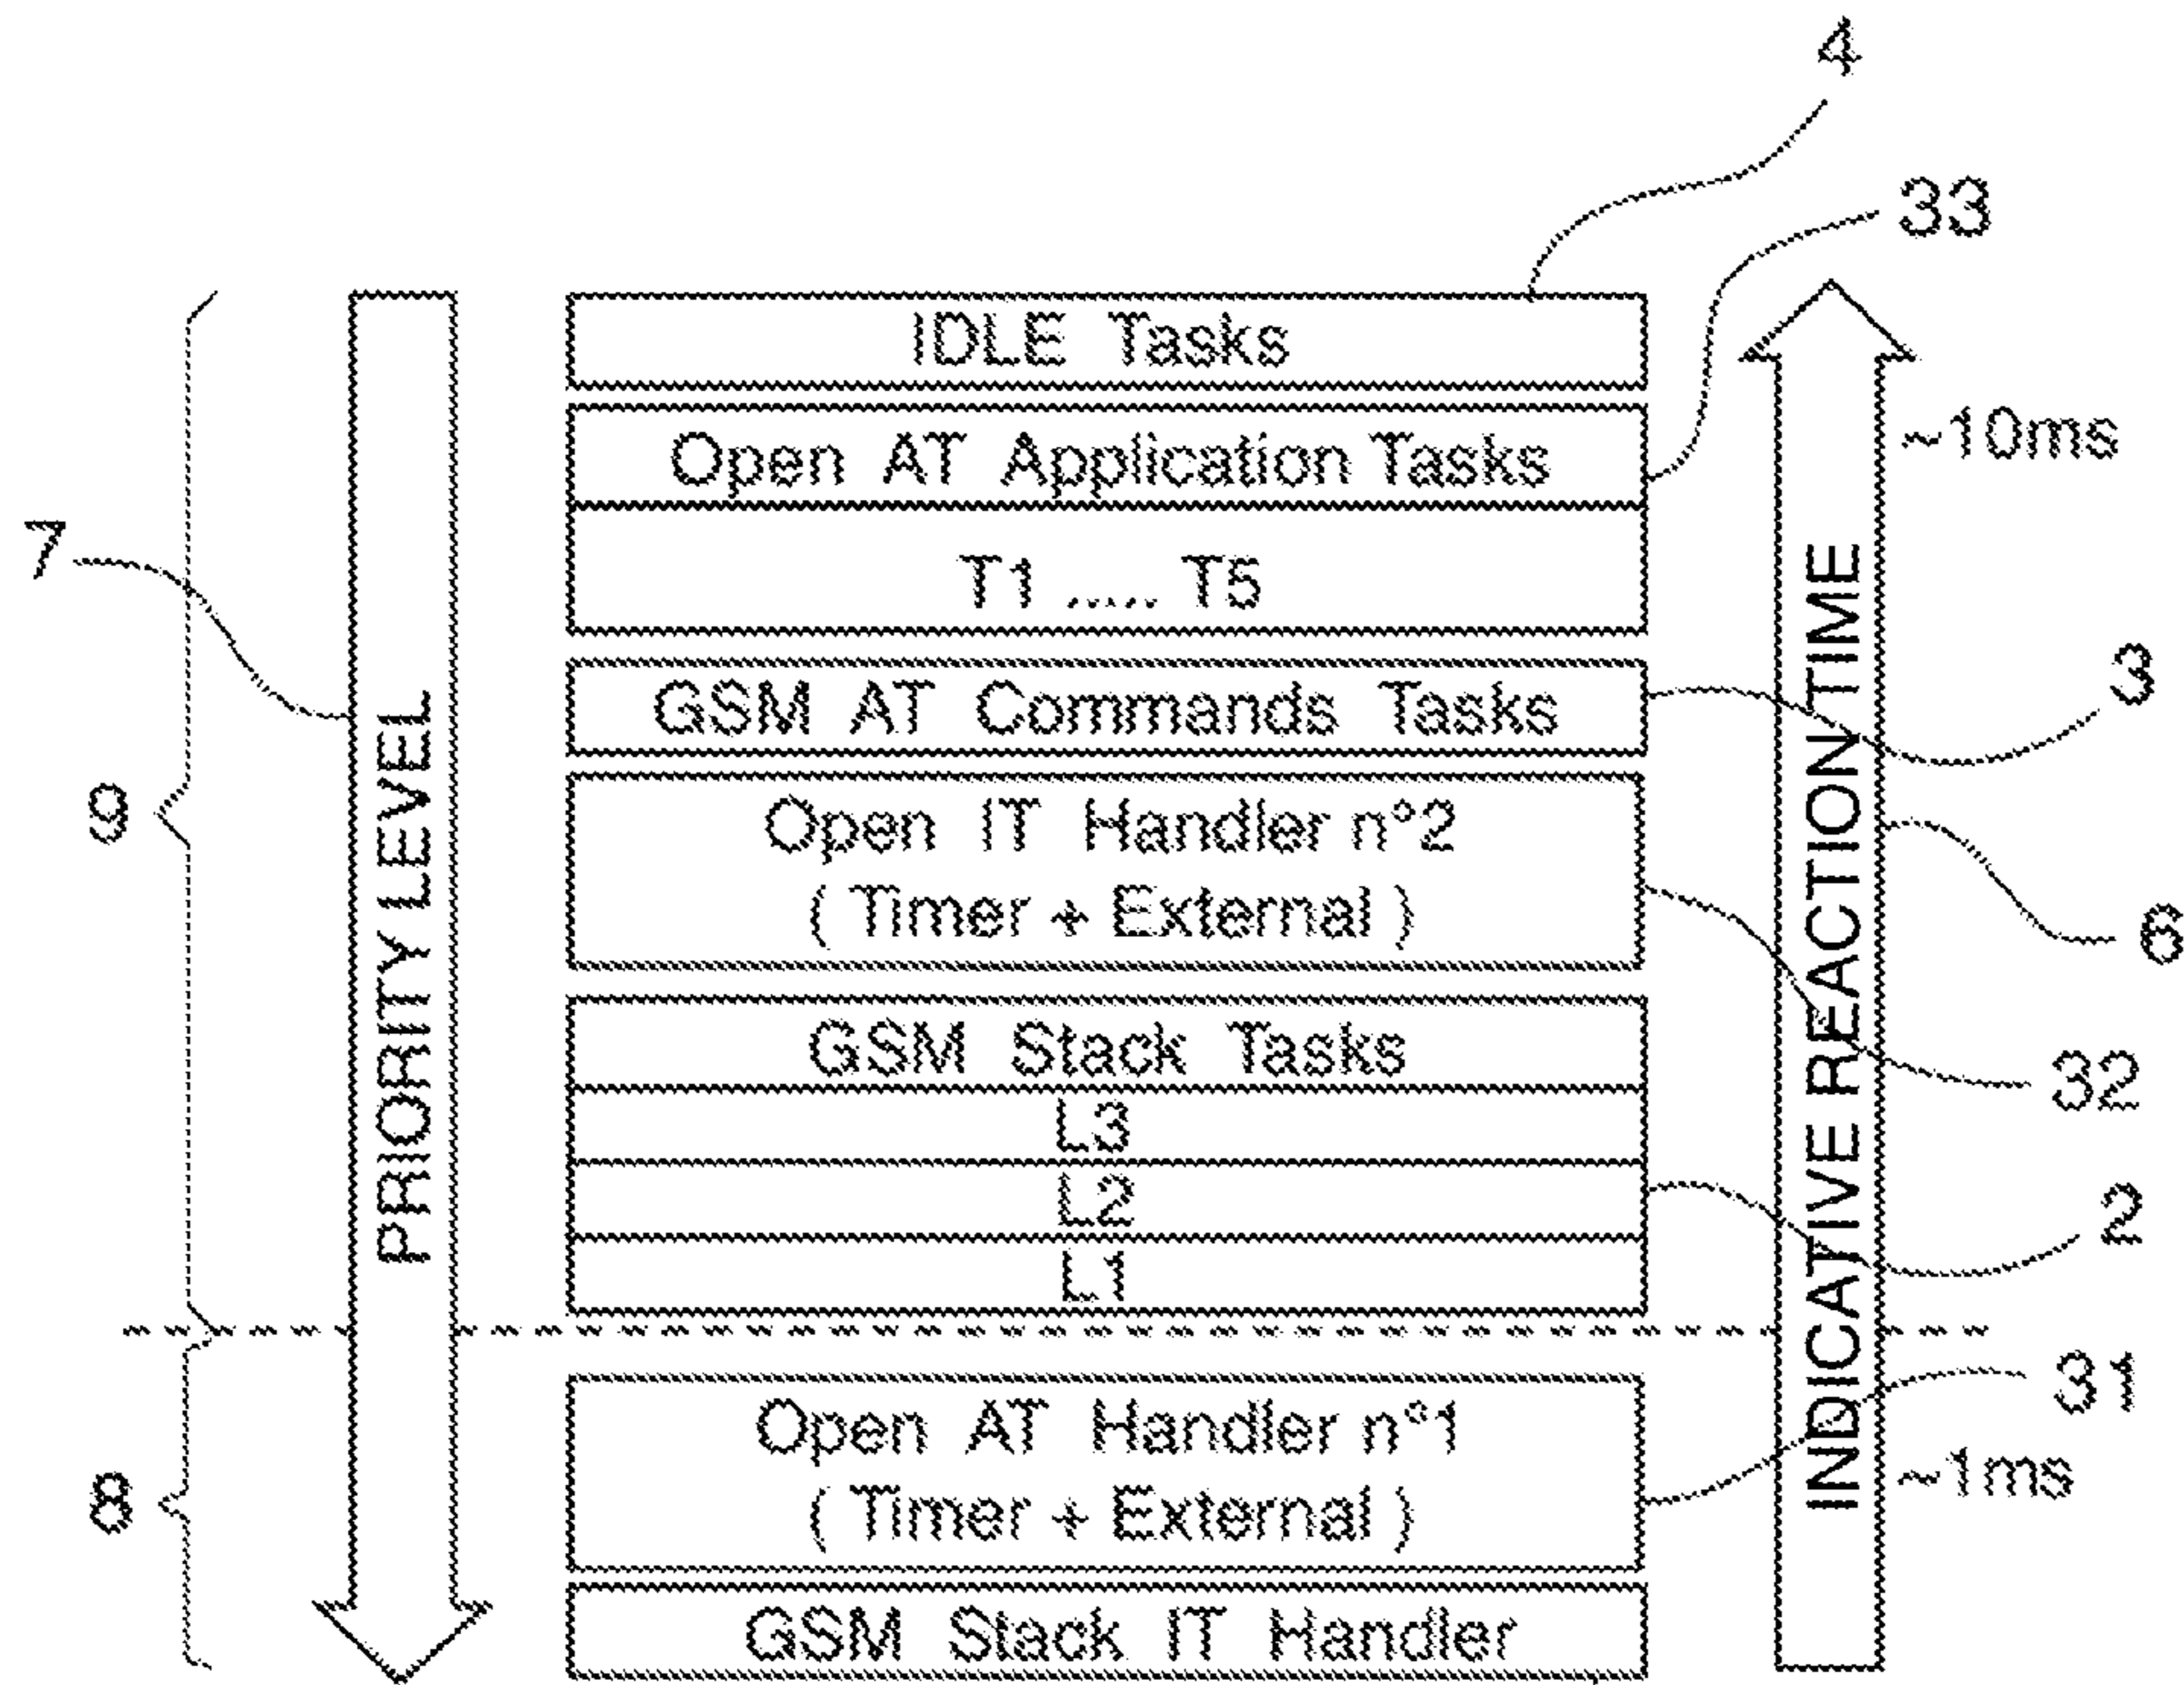 4
33
IDLE Tasks
Open AT Application Tasks
~10ms
T1 ..... T5
7
GSM AT Commands Tasks
3
PRIORITY LEVEL
INDICATIVE REACTION TIME
9
Open IT Handler n°2
( Timer + External )
6
GSM Stack Tasks
32
L3
L2
2
L1
31
Open AT Handler n°1
( Timer + External )
~1ms
8
GSM Stack IT Handler